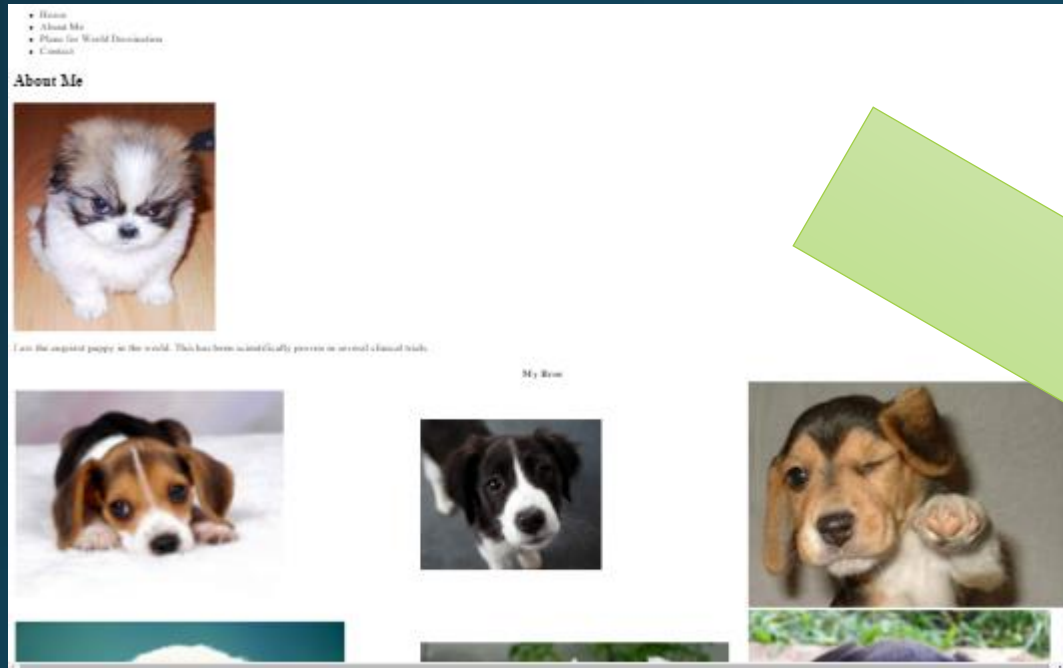 Home
About Me
Plans for World Domination
Contact
About Me
I am the angriest puppy in the world. This has been scientifically proven in several clinical trials.
My Bros